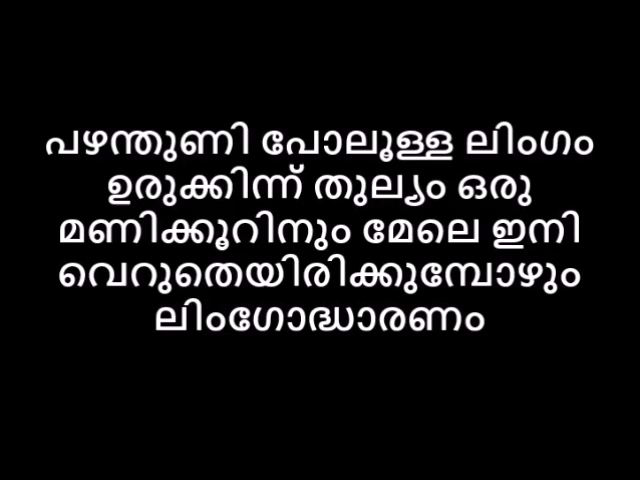 പഴന്തുണി പോലൂള്ള ലിംഗം
ഉരുക്കിന്ന് തുല്യം ഒരു
മണിക്കൂറിനും മേലെ ഇനി
വെറുതെയിരിക്കുമ്പോഴും
ലിംഗോദ്ധാരണം